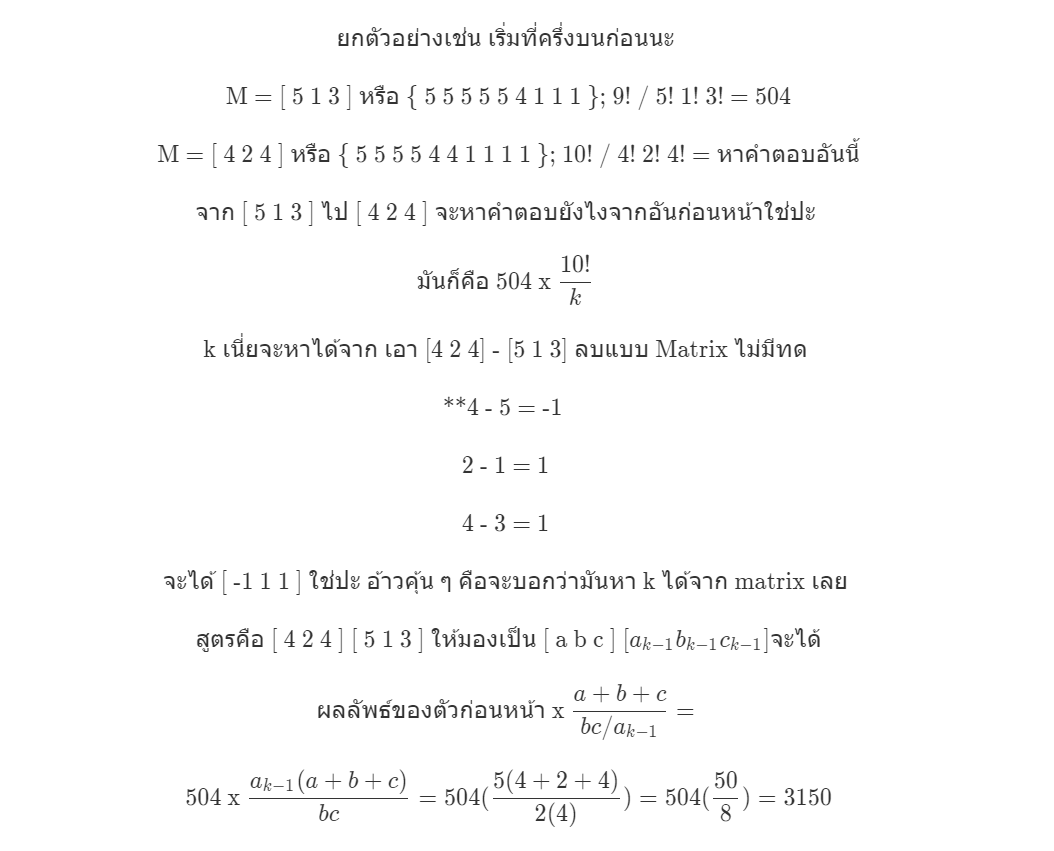 ยกตัวอย่างเช่น เริ่มที่ครึ่งบนก่อนนะ
M = [ 5 1 3 ] หรือ { 5 5 5 5 5 4 1 1 1 }; 9! / 5! 1! 3! = 504
M = [ 4 2 4 ] หรือ { 5 5 5 5 4 4 1 1 1 1 }; 10! / 4! 2! 4! = หาคำตอบอันนี้
จาก [ 5 1 3 ] ไป [ 4 2 4 ] จะหาคำตอบยังไงจากอันก่อนหน้าใช่ปะ
มันก็คือ 504 x \frac{10!}{k}
k เนี่ยจะหาได้จาก เอา [4 2 4] - [5 1 3] ลบแบบ Matrix ไม่มีทด
**4 - 5 = -1
2 - 1 = 1
4 - 3 = 1
จะได้ [ -1 1 1 ] ใช่ปะ อ้าวคุ้น ๆ คือจะบอกว่ามันหา k ได้จาก matrix เลย
สูตรคือ [ 4 2 4 ] [ 5 1 3 ] ให้มองเป็น [ a b c ] [a_{k-1}b_{k-1}c_{k-1}]จะได้
ผลลัพธ์ของตัวก่อนหน้า x \frac{a+b+c}{bc/a_{k-1}} =
504 x \frac{a_{k-1}(a+b+c)}{bc} = 504(\frac{5(4+2+4)}{2(4)}) = 504(\frac{50}{8}) = 3150